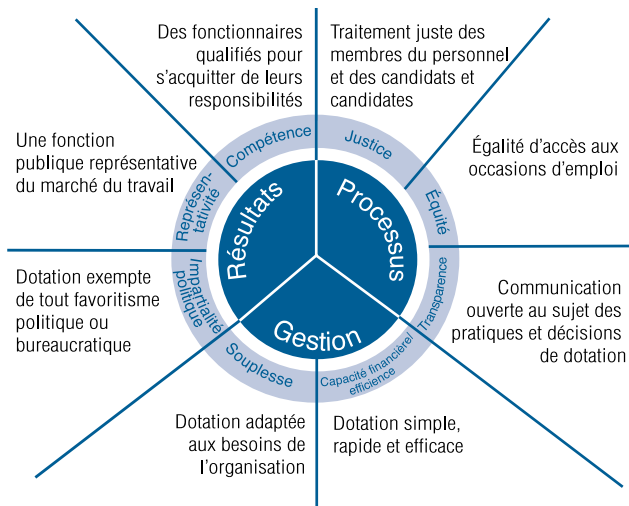 Des fonctionnaires
qualifiés pour
s'acquitter de leurs
responsabilités
Traitement juste des
membres du personnel
et des candidats et
candidates
Une fonction
publique représentative
du marché du travail
Égalité d'accès aux
occasions d'emploi
Compétence
Justice
Représen-
tativité
Équité
Résultats
Processus
Gestion
Impartialité
politique
Transparence
Souplesse
Capacité financière/
efficience
Dotation exempte
de tout favoritisme
politique ou
bureaucratique
Communication
ouverte au sujet des
pratiques et décisions
de dotation
Dotation adaptée
aux besoins de
l'organisation
Dotation simple,
rapide et efficace